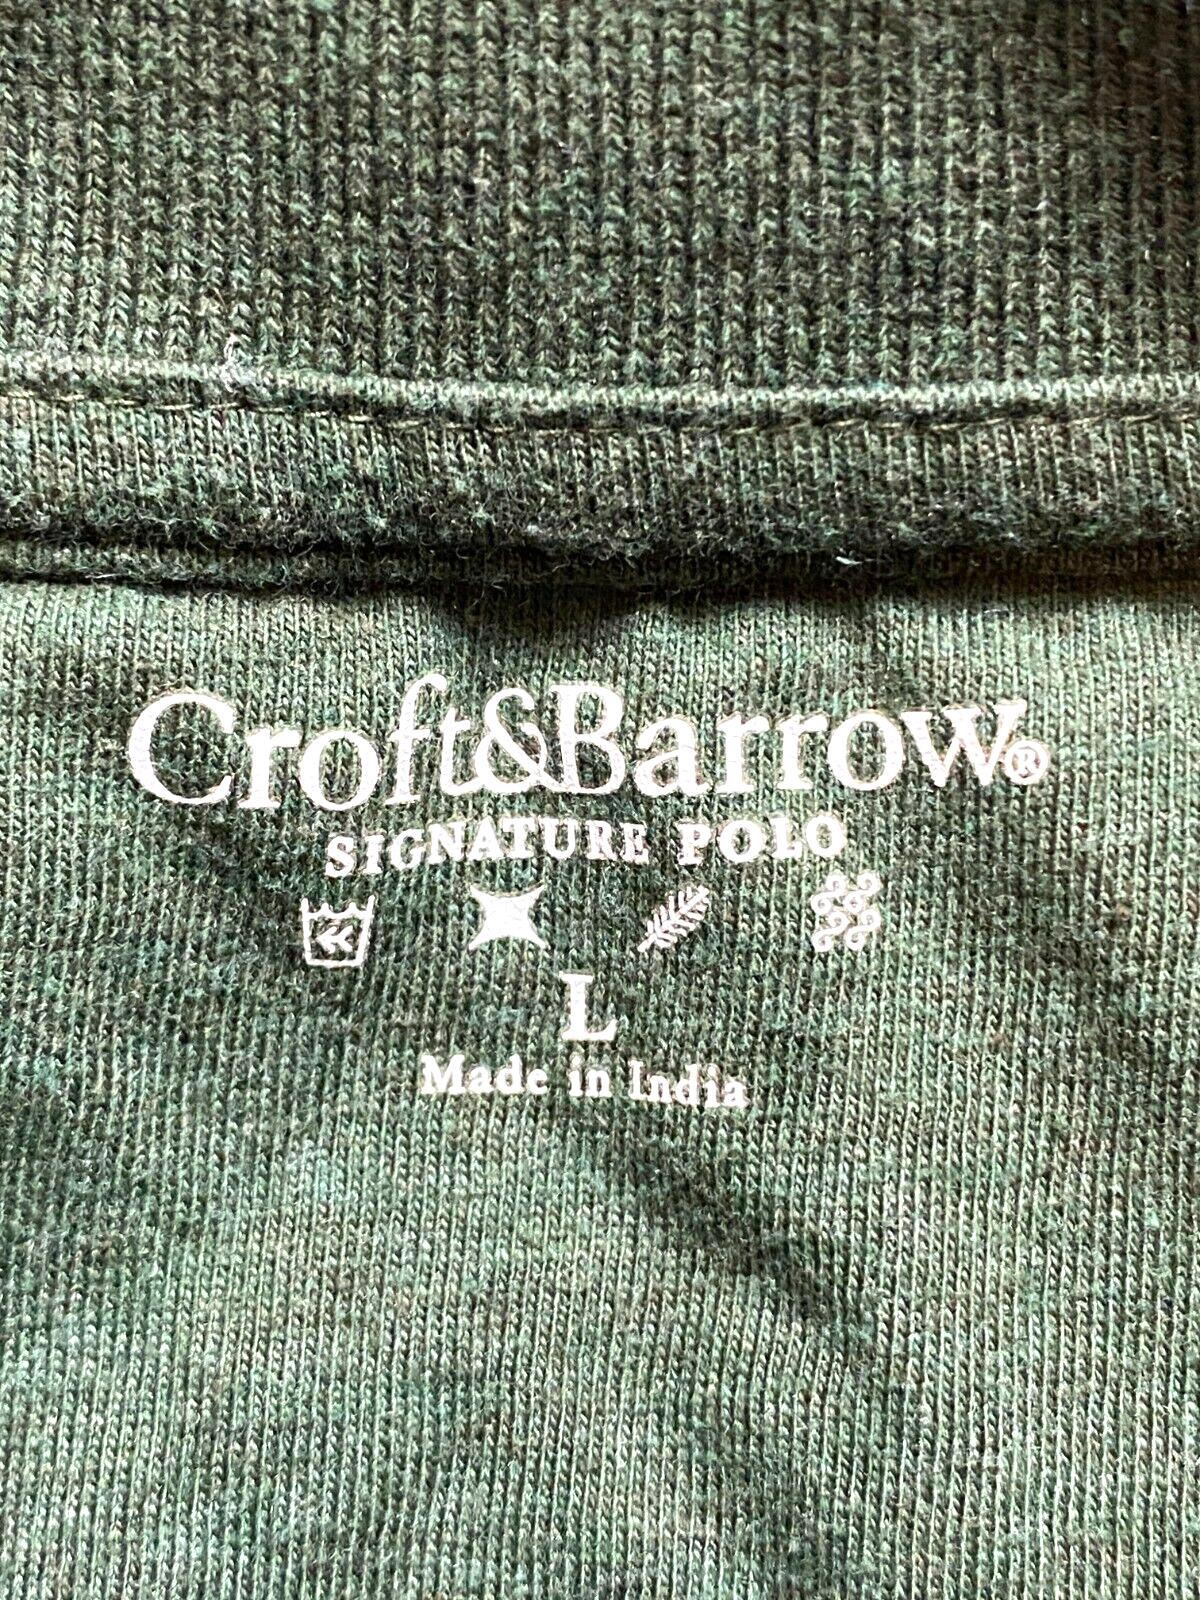 Croft&Barrow®
SIGNATURE POLO
L
Made in India